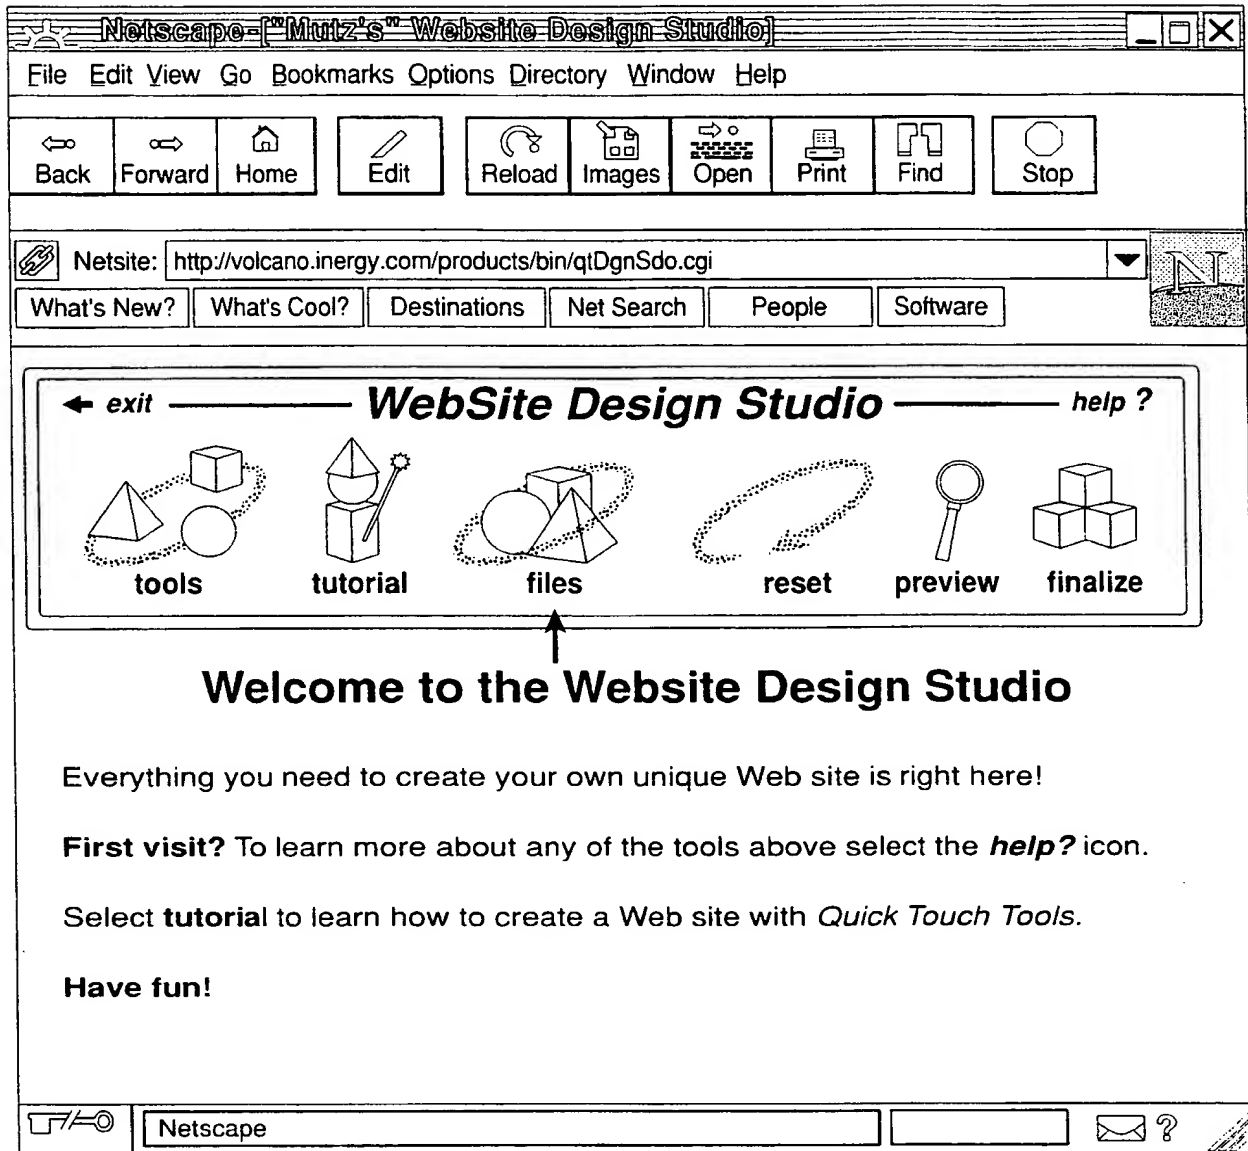 Netscape-["Mutz's" Website Design Studio]
File Edit View Go Bookmarks Options Directory Window Help
Back Forward Home Edit Reload Images Open Print Find Stop
Netsite: http://volcano.inergy.com/products/bin/qtDgnSdo.cgi
N
What's New? What's Cool? Destinations Net Search People Software
exit WebSite Design Studio help ?
tools tutorial files reset preview finalize
Welcome to the Website Design Studio
Everything you need to create your own unique Web site is right here!
First visit? To learn more about any of the tools above select the help? icon.
Select tutorial to learn how to create a Web site with Quick Touch Tools.
Have fun!
Netscape ?